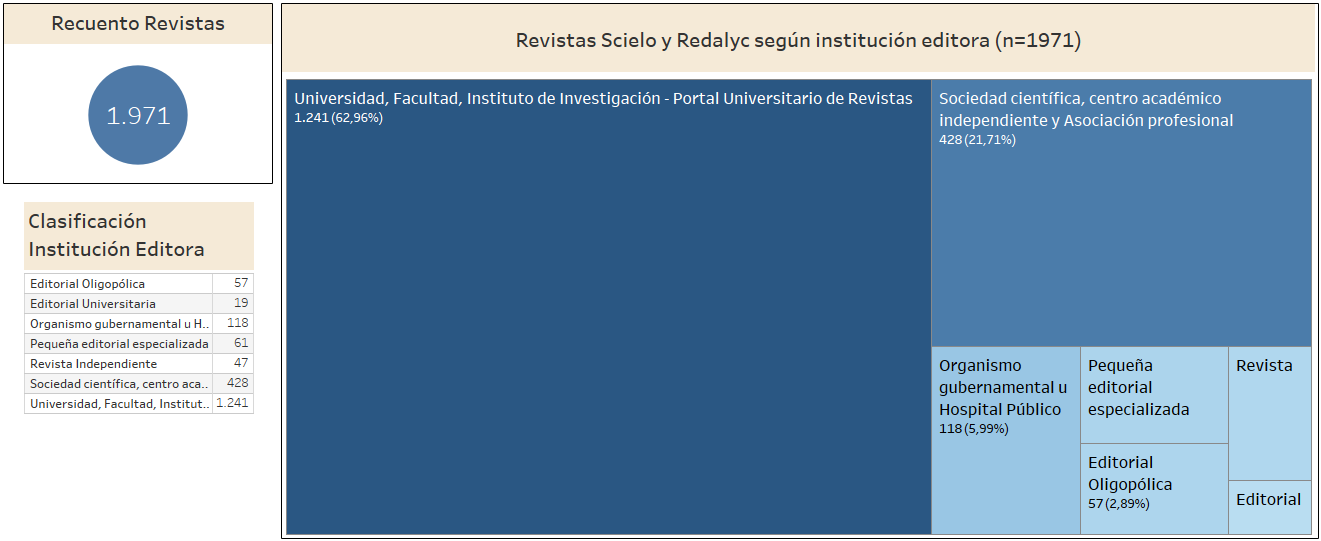 Recuento Revistas
1.971
Clasificación
Institución Editora
Editorial Oligopólica 57
Editorial Universitaria 19
Organismo gubernamental u H.. 118
Pequeña editorial especializada 61
Revista Independiente 47
Sociedad científica, centro aca.. 428
Universidad, Facultad, Institut.. 1.241
Revistas Scielo y Redalyc según institución editora (n=1971)
Universidad, Facultad, Instituto de Investigación - Portal Universitario de Revistas
1.241 (62,96%)
Sociedad científica, centro académico
independiente y Asociación profesional
428 (21,71%)
Organismo
gubernamental u
Hospital Público
118 (5,99%)
Pequeña
editorial
especializada
Editorial
Oligopólica
57 (2,89%)
Revista
Editorial